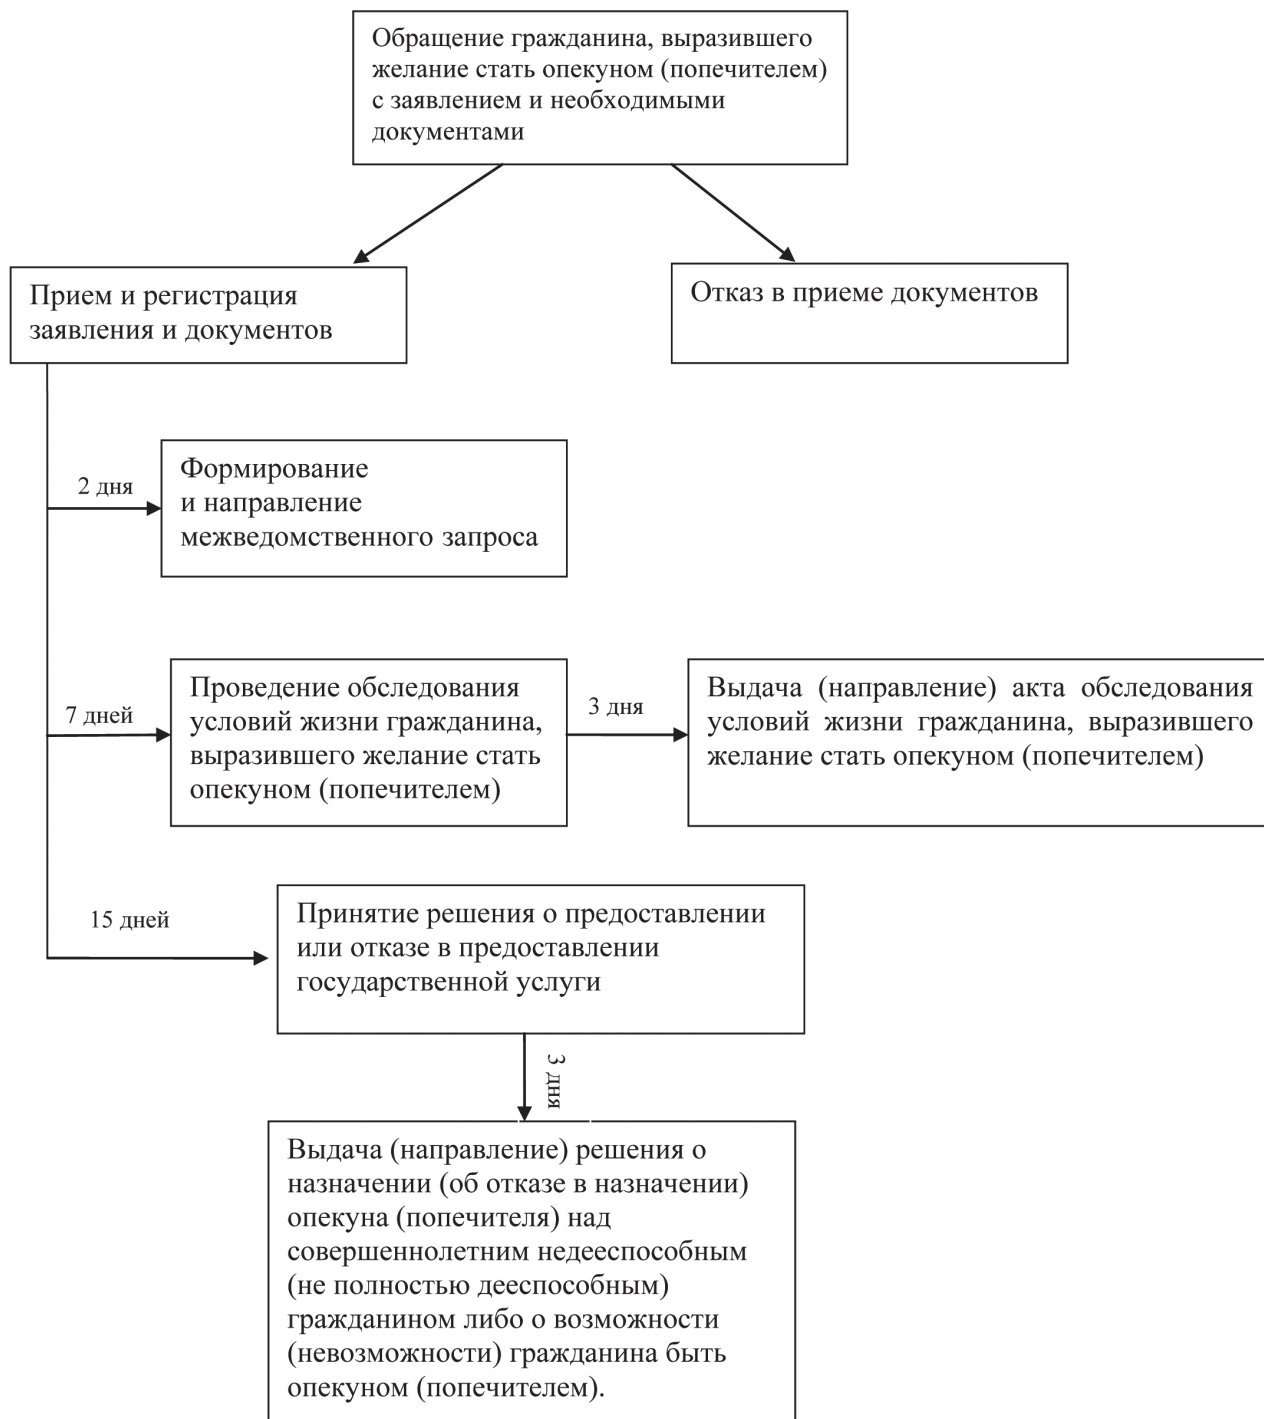 Обращение гражданина, выразившего
желание стать опекуном (попечителем)
с заявлением и необходимыми
документами
Прием и регистрация
заявления и документов
Отказ в приеме документов
2 дня
Формирование
и направление
межведомственного запроса
7 дней
Проведение обследования
условий жизни гражданина,
выразившего желание стать
опекуном (попечителем)
3 дня
Выдача (направление) акта обследования
условий жизни гражданина, выразившего
желание стать опекуном (попечителем)
15 дней
Принятие решения о предоставлении
или отказе в предоставлении
государственной услуги
3 дня
Выдача (направление) решения о
назначении (об отказе в назначении)
опекуна (попечителя) над
совершеннолетним недееспособным
(не полностью дееспособным)
гражданином либо о возможности
(невозможности) гражданина быть
опекуном (попечителем).